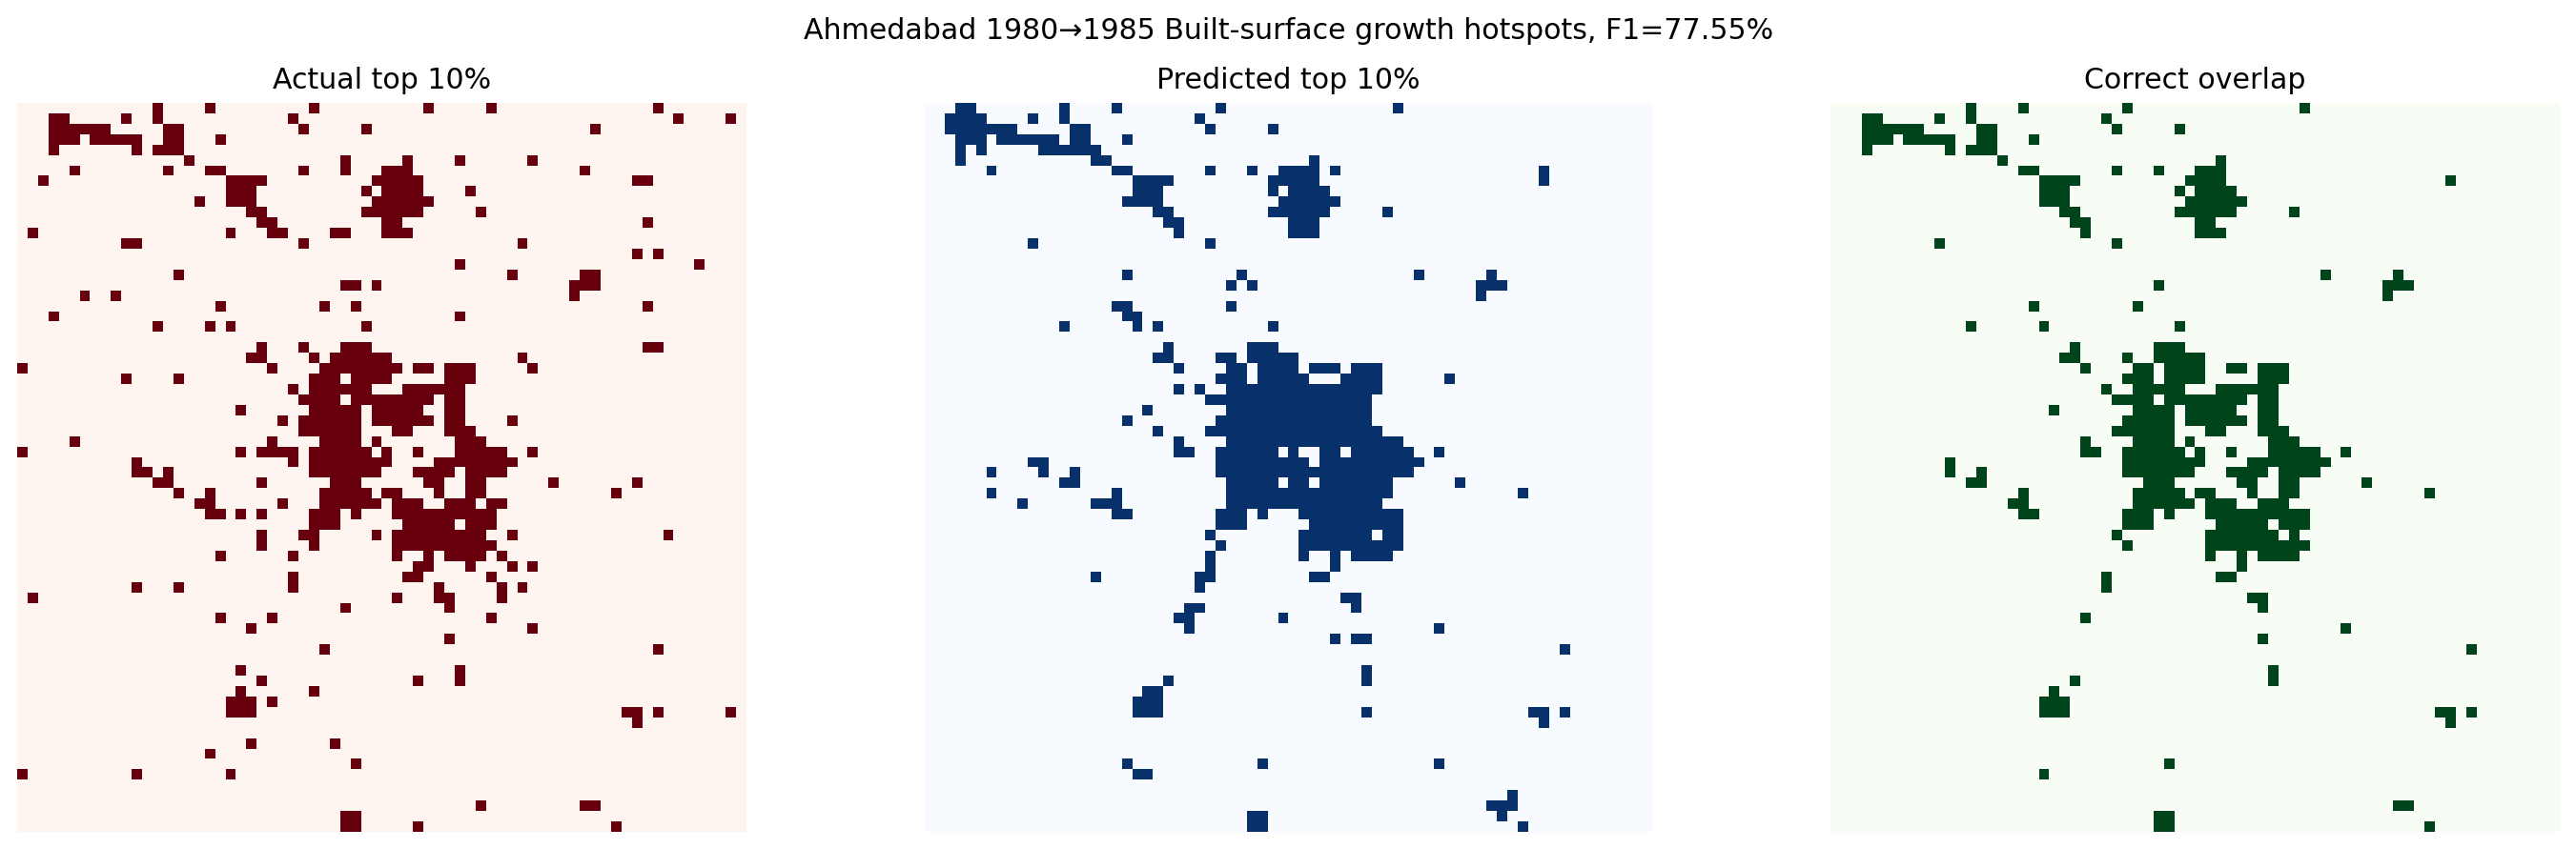 Ahmedabad 1980→1985 Built-surface growth hotspots, F1=77.55%
Actual top 10%
Predicted top 10%
Correct overlap